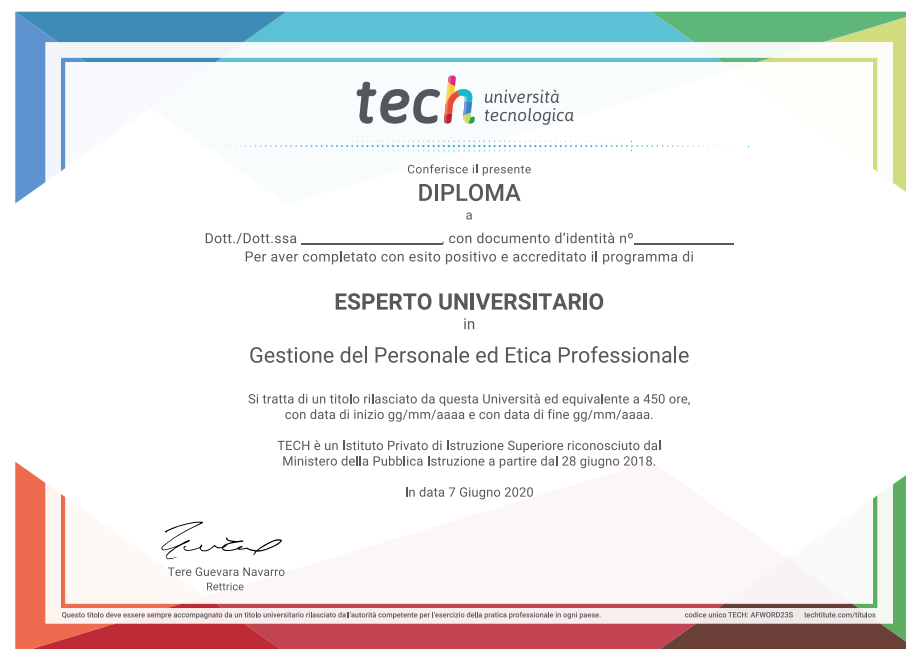 tech università
tecnologica
Conferisce il presente
DIPLOMA
a
Dott./Dott.ssa ____________________, con documento d'identità nº______________
Per aver completato con esito positivo e accreditato il programma di
ESPERTO UNIVERSITARIO
in
Gestione del Personale ed Etica Professionale
Si tratta di un titolo rilasciato da questa Università ed equivalente a 450 ore,
con data di inizio gg/mm/aaaa e con data di fine gg/mm/aaaa.
TECH è un Istituto Privato di Istruzione Superiore riconosciuto dal
Ministero della Pubblica Istruzione a partire dal 28 giugno 2018.
In data 7 Giugno 2020
Tere Guevara Navarro
Rettrice
Questo titolo deve essere sempre accompagnato da un titolo universitario rilasciato dall'autorità competente per l'esercizio della pratica professionale in ogni paese. codice unico TECH: AFWORD23S techtitute.com/titulos